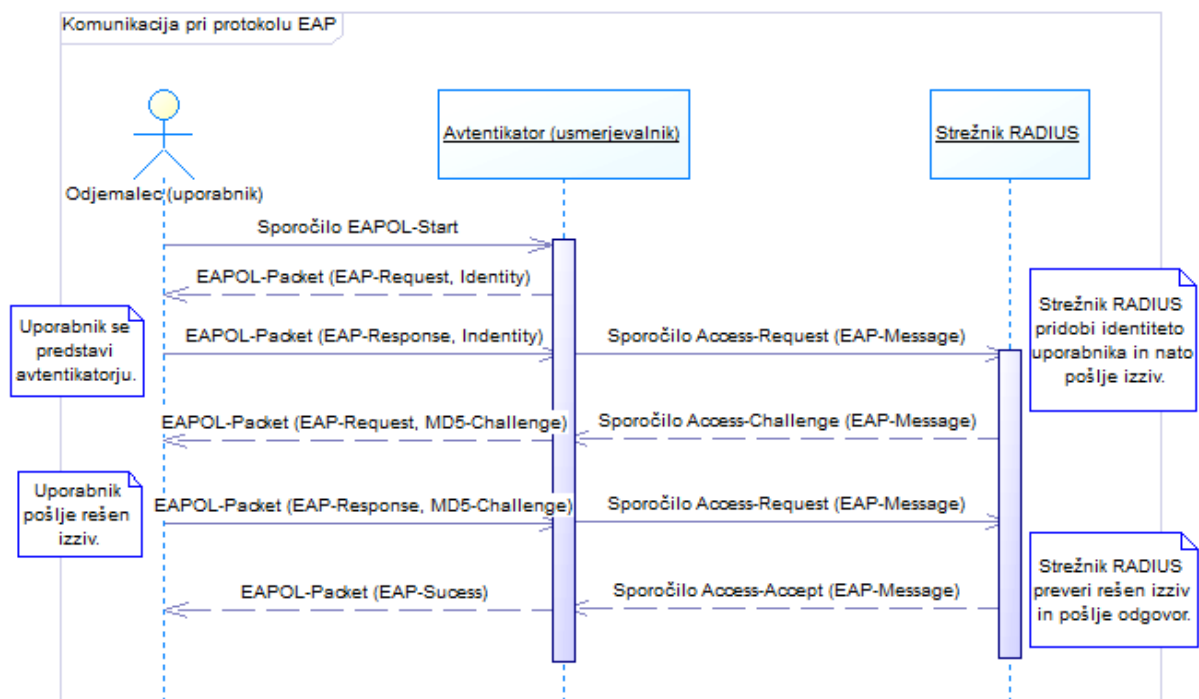 Komunikacija pri protokolu EAP
Avtentikator (usmerjevalnik)
Strežnik RADIUS
Odjemalec (uporabnik)
Sporočilo EAPOL-Start
EAPOL-Packet (EAP-Request, Identity)
Uporabnik se
predstavi
avtentikatorju.
EAPOL-Packet (EAP-Response, Indentity)
Sporočilo Access-Request (EAP-Message)
Strežnik RADIUS
pridobi identiteto
uporabnika in nato
pošlje izziv.
EAPOL-Packet (EAP-Request, MD5-Challenge)
Sporočilo Access-Challenge (EAP-Message)
Uporabnik
pošlje rešen
izziv.
EAPOL-Packet (EAP-Response, MD5-Challenge)
Sporočilo Access-Request (EAP-Message)
EAPOL-Packet (EAP-Sucess)
Sporočilo Access-Accept (EAP-Message)
Strežnik RADIUS
preveri rešen izziv
in pošlje odgovor.